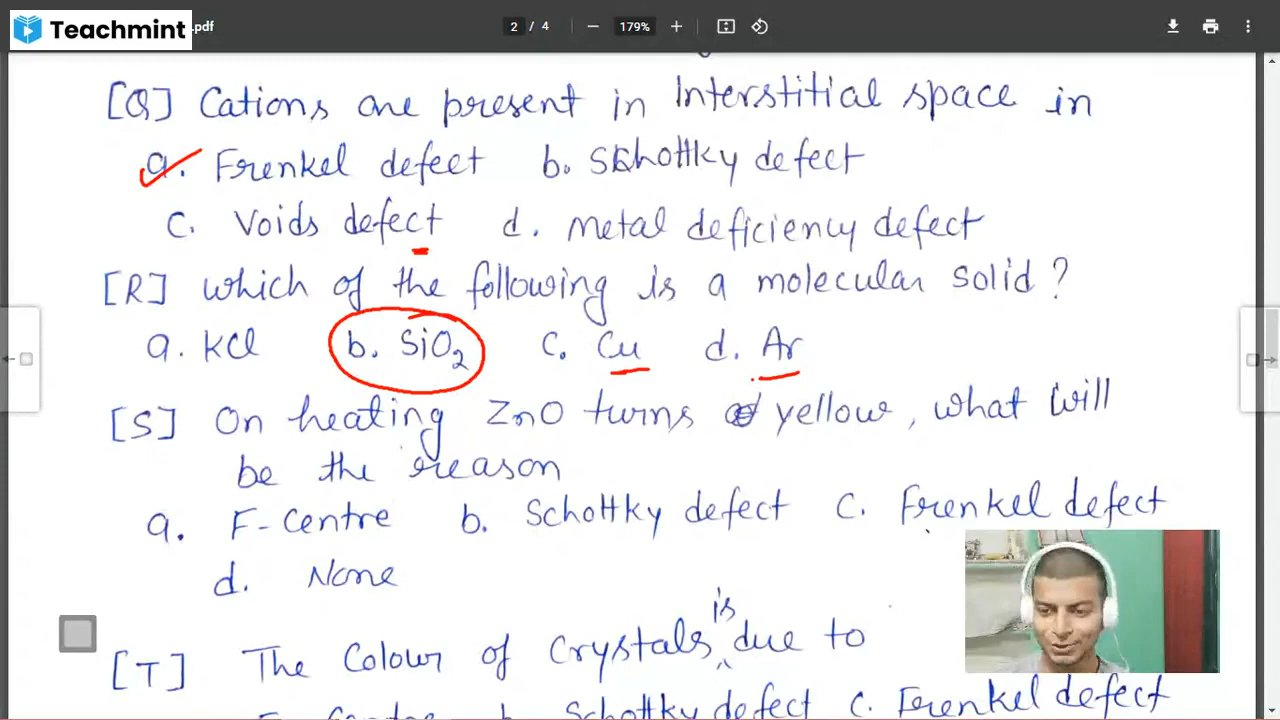 Teachmint
.pdf
2 / 4
179%
[Q] Cations are present in Interstitial space in
a. Frenkel defect b. Schottky defect
c. Voids defect d. metal deficiency defect
[R] which of the following is a molecular solid?
a. KCl b. SiO2 c. Cu d. Ar
[S] On heating ZnO turns yellow, what will
be the reason
a. F-Centre b. Schottky defect c. Frenkel defect
d. None
[T] The Colour of Crystals is due to
F-Centre b. Schottky defect c. Frenkel defect